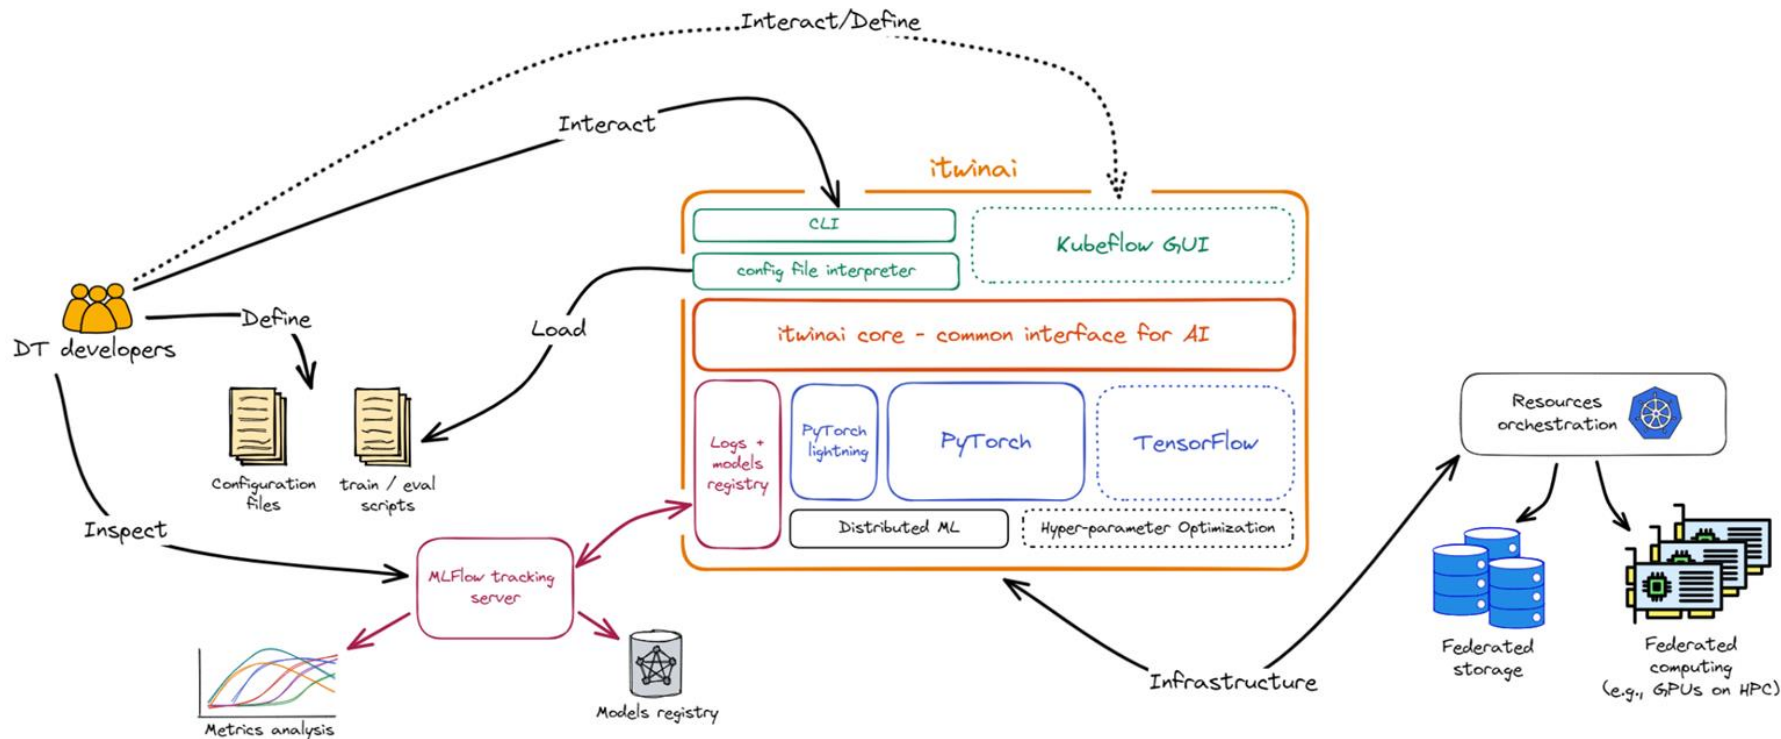 Interact/Define
Interact
itwinai
CLI
Kubeflow GUI
config file interpreter
DT developers
Define
Load
itwinai core - common interface for AI
Configuration
files
train / eval
scripts
Logs +
models
registry
PyTorch
lightning
PyTorch
TensorFlow
Distributed ML
Hyper-parameter Optimization
Resources
orchestration
Inspect
MLFlow tracking
server
Metrics analysis
Models registry
Infrastructure
Federated
storage
Federated
computing
(e.g., GPUs on HPC)